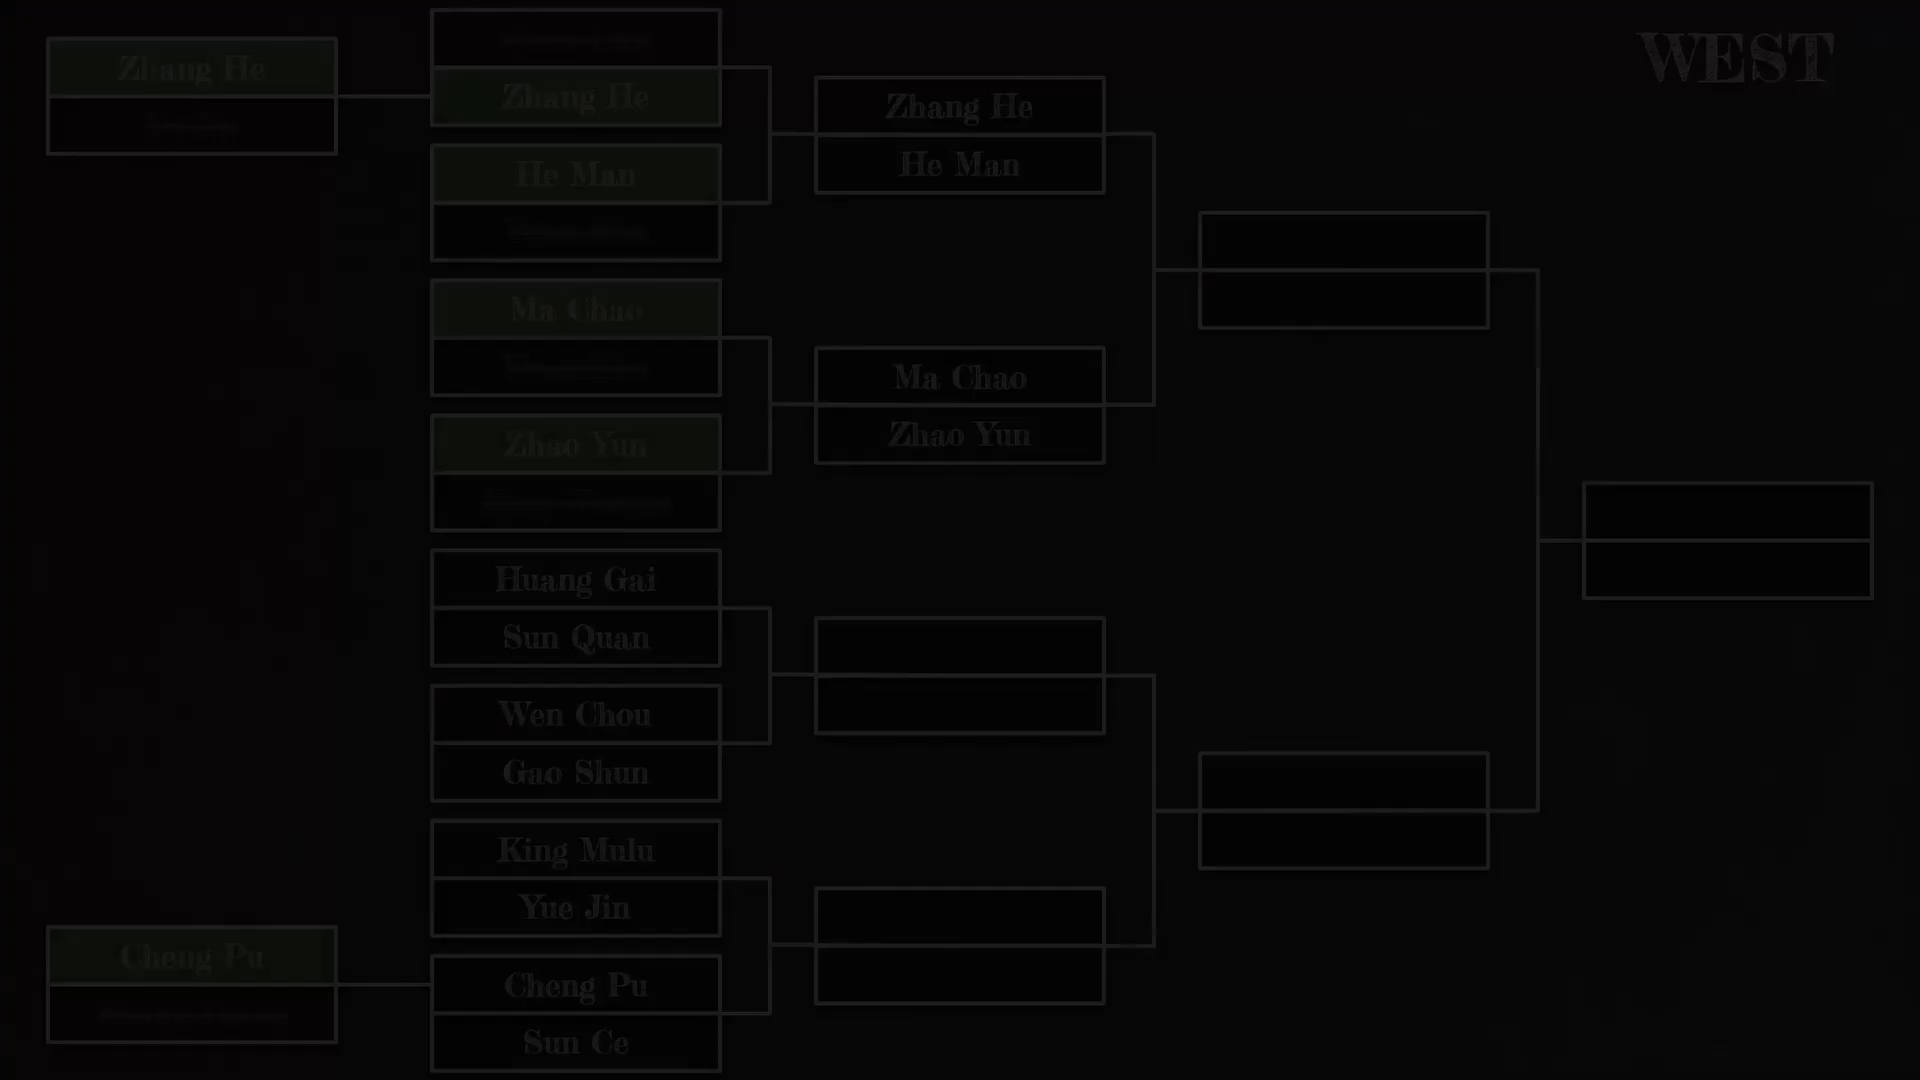 WEST
Zhang He
Zhang He
He Man
Ma Chao
Zhao Yun
Huang Gai
Sun Quan
Wen Chou
Gao Shun
King Mulu
Yue Jin
Cheng Pu
Cheng Pu
Sun Ce
Zhang He
He Man
Ma Chao
Zhao Yun